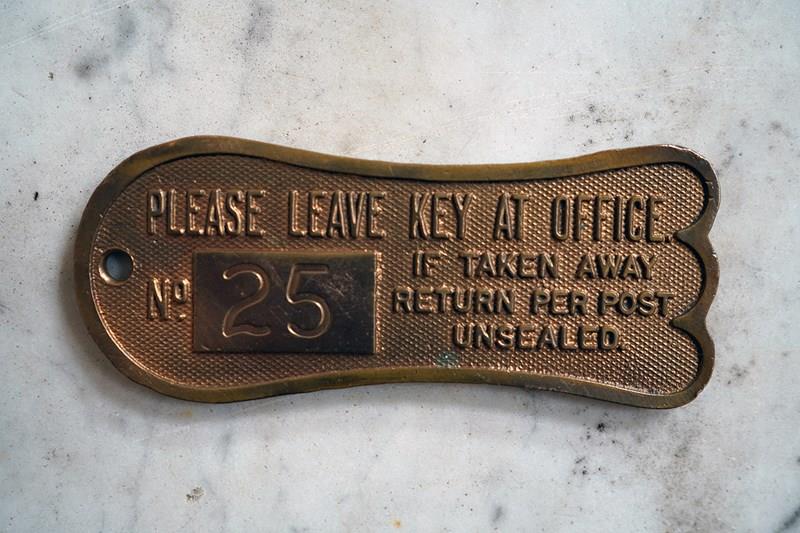 PLEASE LEAVE KEY AT OFFICE.
Nº 25
IF TAKEN AWAY
RETURN PER POST
UNSEALED.